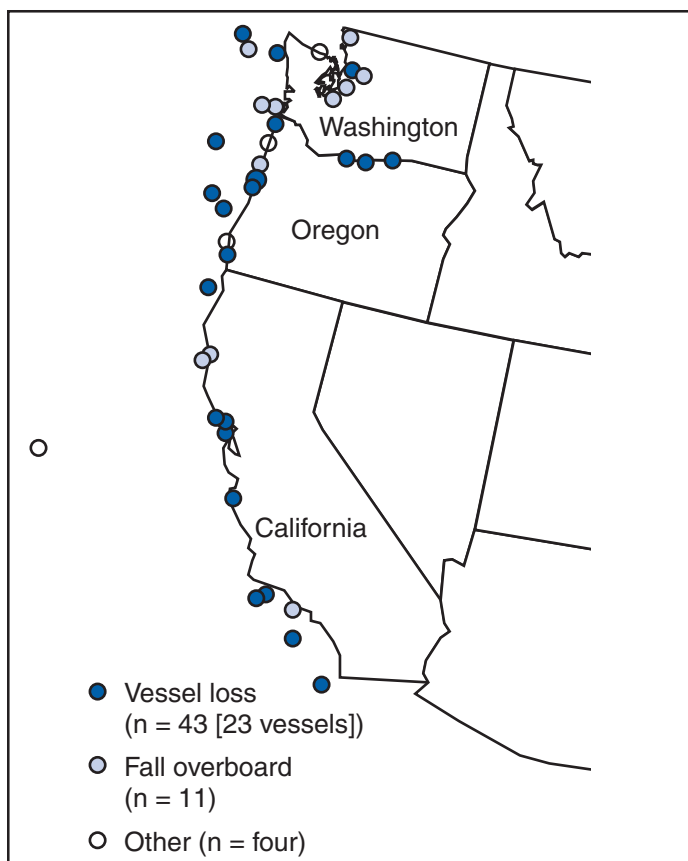 Washington
Oregon
California
Vessel loss
(n = 43 [23 vessels])
Fall overboard
(n = 11)
Other (n = four)